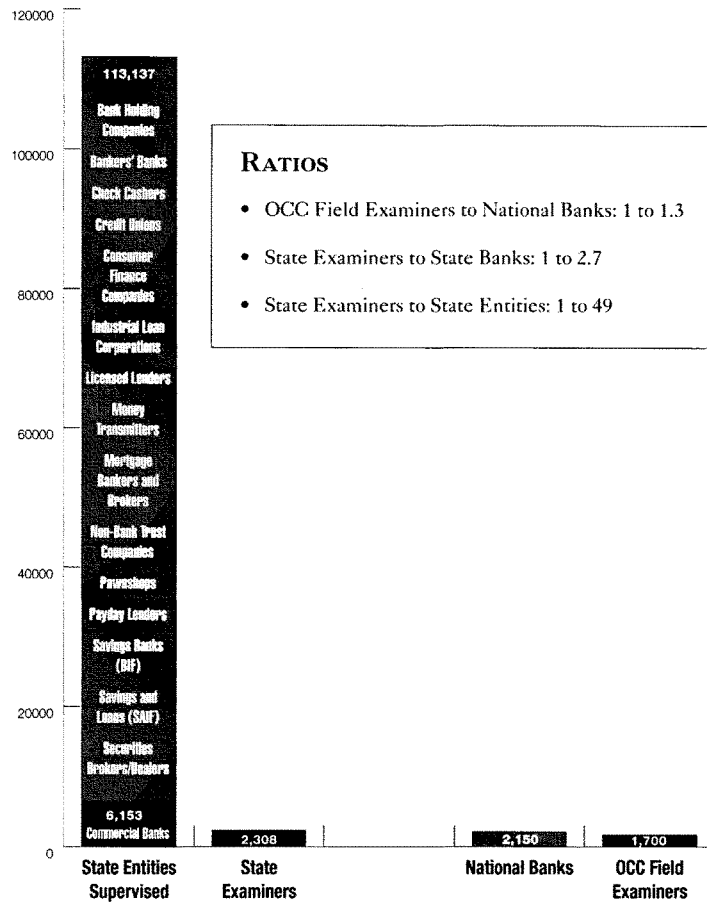 120000
113,137
Bank Holding
Companies
Bankers' Banks
Check Cashers
Credit Unions
Consumer
Finance
Companies
Industrial Loan
Corporations
Licensed Lenders
Money
Transmitters
Mortgage
Bankers and
Brokers
Non-Bank Trust
Companies
Pawnshops
Payday Lenders
Savings Banks
(BIF)
Savings and
Loans (SAIF)
Securities
Brokers/Dealers
6,153
Commercial Banks
100000
80000
60000
40000
20000
0
RATIOS
• OCC Field Examiners to National Banks: 1 to 1.3
• State Examiners to State Banks: 1 to 2.7
• State Examiners to State Entities: 1 to 49
2,308
2,150
1,700
State Entities
Supervised
State
Examiners
National Banks
OCC Field
Examiners